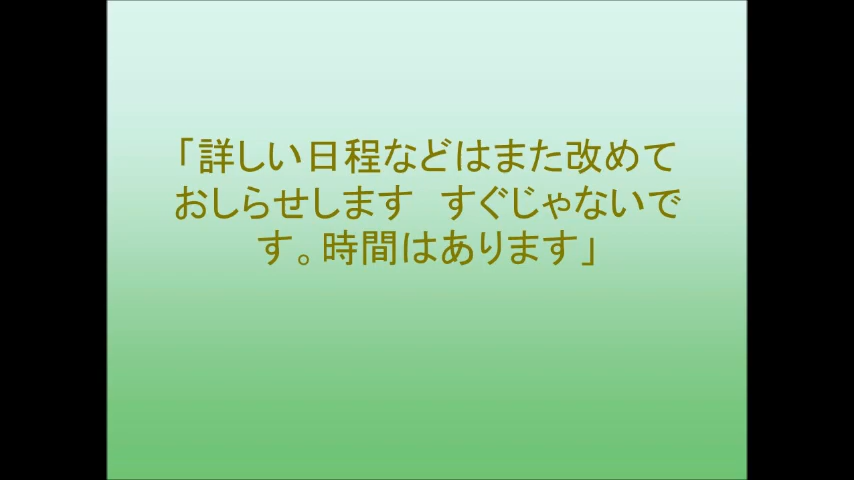 「詳しい日程などはまた改めて
おしらせします　すぐじゃないで
す。時間はあります」